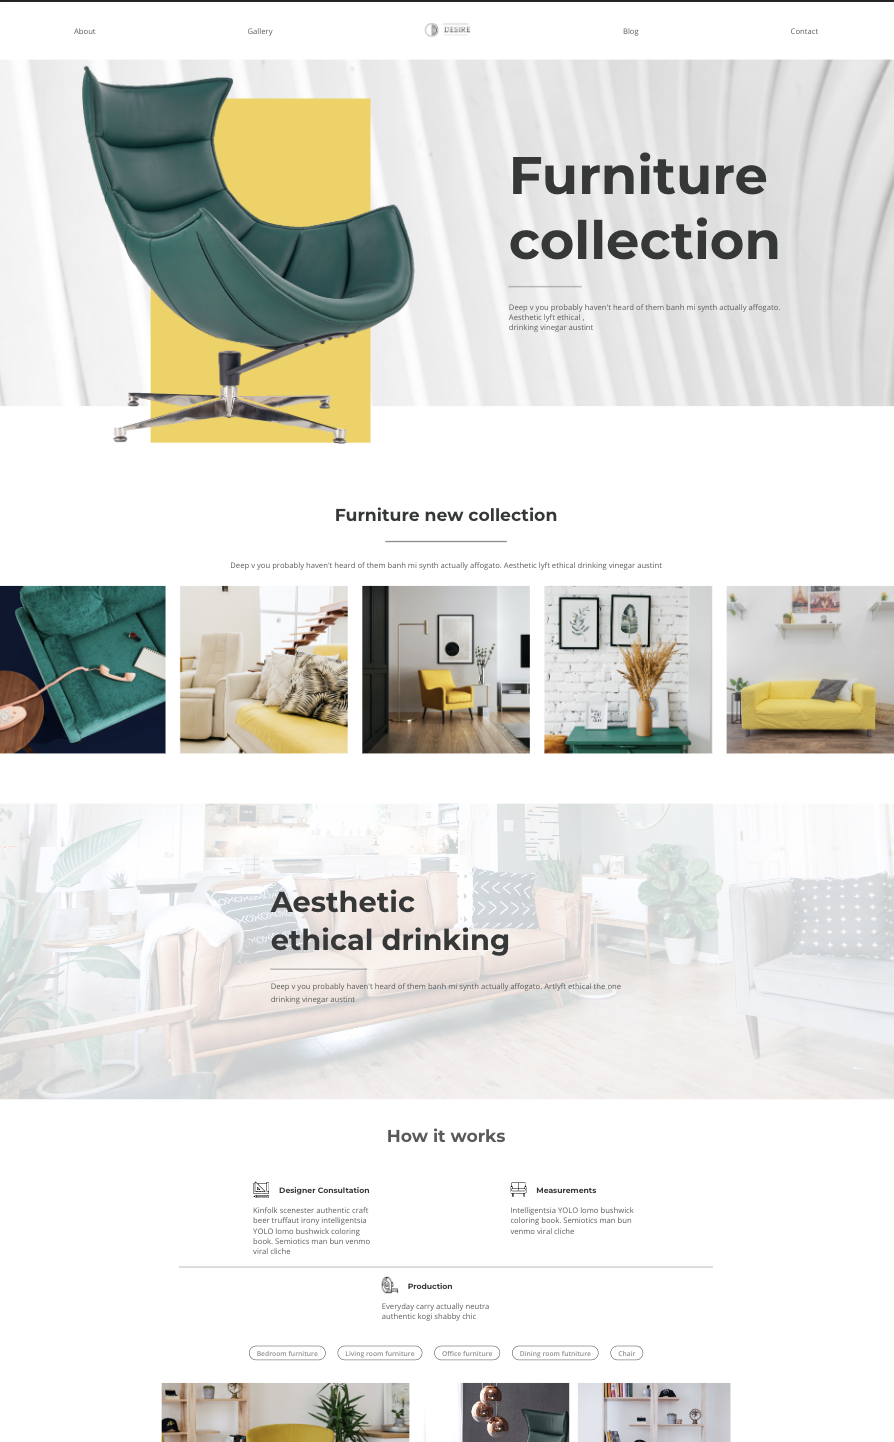 About
Gallery
DESIRE
Blog
Contact
Furniture
collection
Deep v you probably haven't heard of them banh mi synth actually affogato.
Aesthetic lyft ethical ,
drinking vinegar austint
Furniture new collection
Deep v you probably haven't heard of them banh mi synth actually affogato. Aesthetic lyft ethical drinking vinegar austint
Aesthetic
ethical drinking
Deep v you probably haven't heard of them banh mi synth actually affogato. Artlyft ethical the one
drinking vinegar austint
How it works
Designer Consultation
Kinfolk scenester authentic craft
beer truffaut irony intelligentsia
YOLO lomo bushwick coloring
book. Semiotics man bun venmo
viral cliche
Measurements
Intelligentsia YOLO lomo bushwick
coloring book. Semiotics man bun
venmo viral cliche
Production
Everyday carry actually neutra
authentic kogi shabby chic
Bedroom furniture
Living room furniture
Office furniture
Dining room futniture
Chair